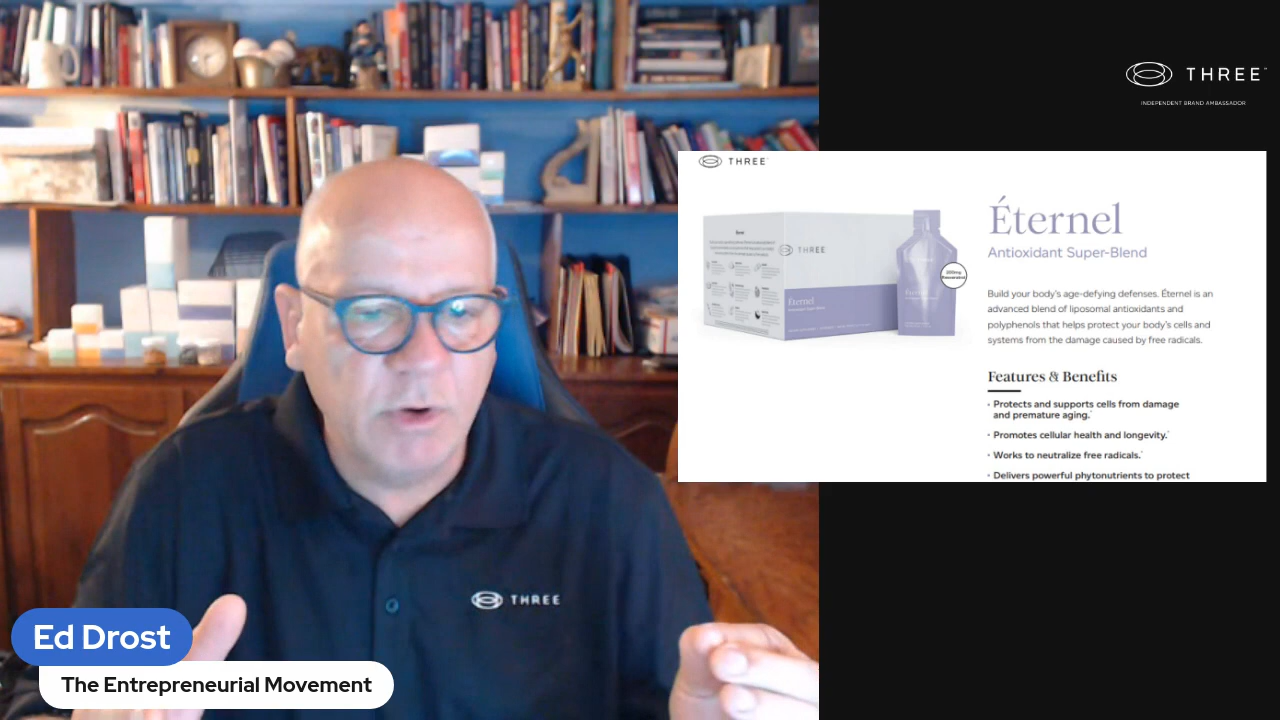 THREE
INDEPENDENT BRAND AMBASSADOR
THREE
Éternel
Antioxidant Super-Blend
THREE
Éternel
Build your body's age-defying defenses. Éternel is an
advanced blend of liposomal antioxidants and
polyphenols that helps protect your body's cells and
systems from the damage caused by free radicals.
Features & Benefits
• Protects and supports cells from damage
and premature aging.*
• Promotes cellular health and longevity.*
• Works to neutralize free radicals.*
• Delivers powerful phytonutrients to protect
THREE
Ed Drost
The Entrepreneurial Movement